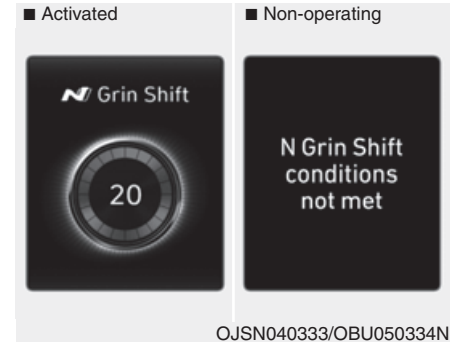 ■ Activated
■ Non-operating
N Grin Shift
20
N Grin Shift
conditions
not met
OJSN040333/OBU050334N